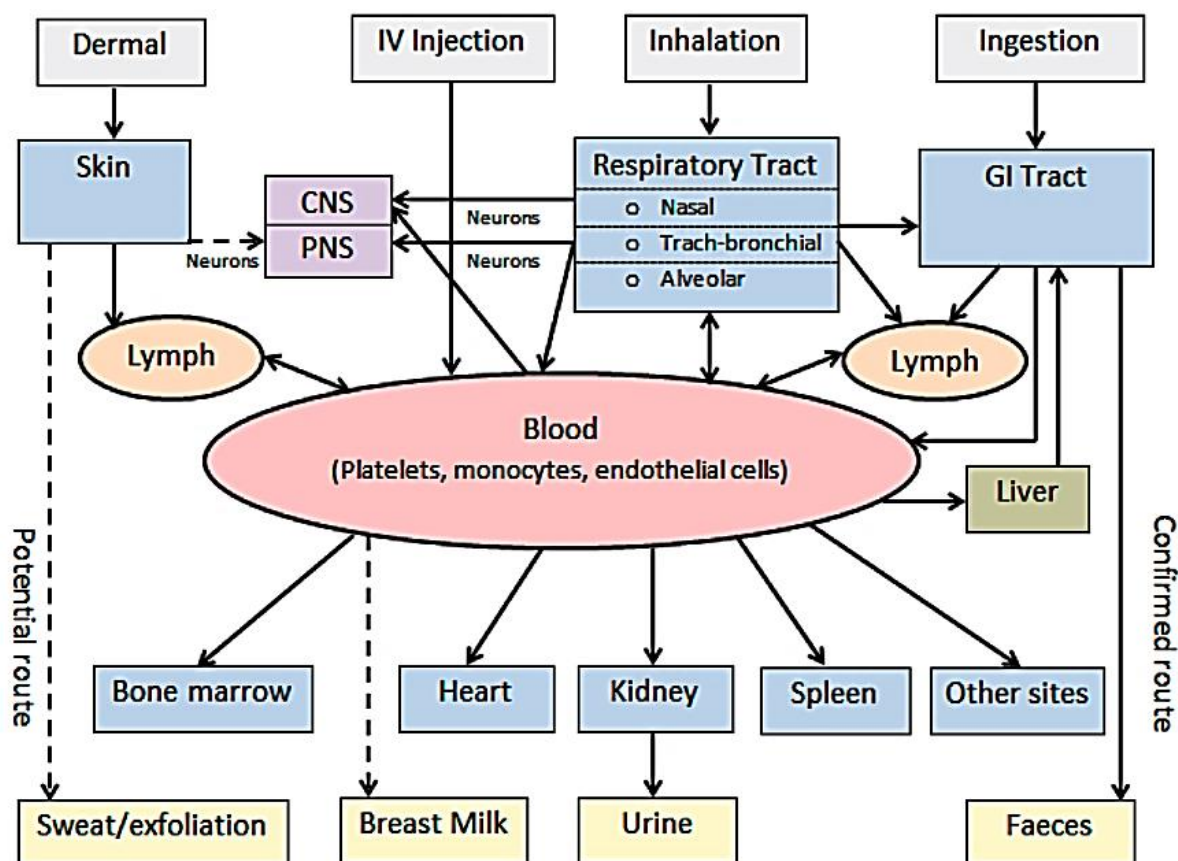 Dermal
IV Injection
Inhalation
Ingestion
Skin
CNS
PNS
Neurons
Neurons
Neurons
Respiratory Tract
Nasal
Trach-bronchial
Alveolar
GI Tract
Lymph
Lymph
Blood
(Platelets, monocytes, endothelial cells)
Liver
Potential route
Confirmed route
Bone marrow
Heart
Kidney
Spleen
Other sites
Sweat/exfoliation
Breast Milk
Urine
Faeces